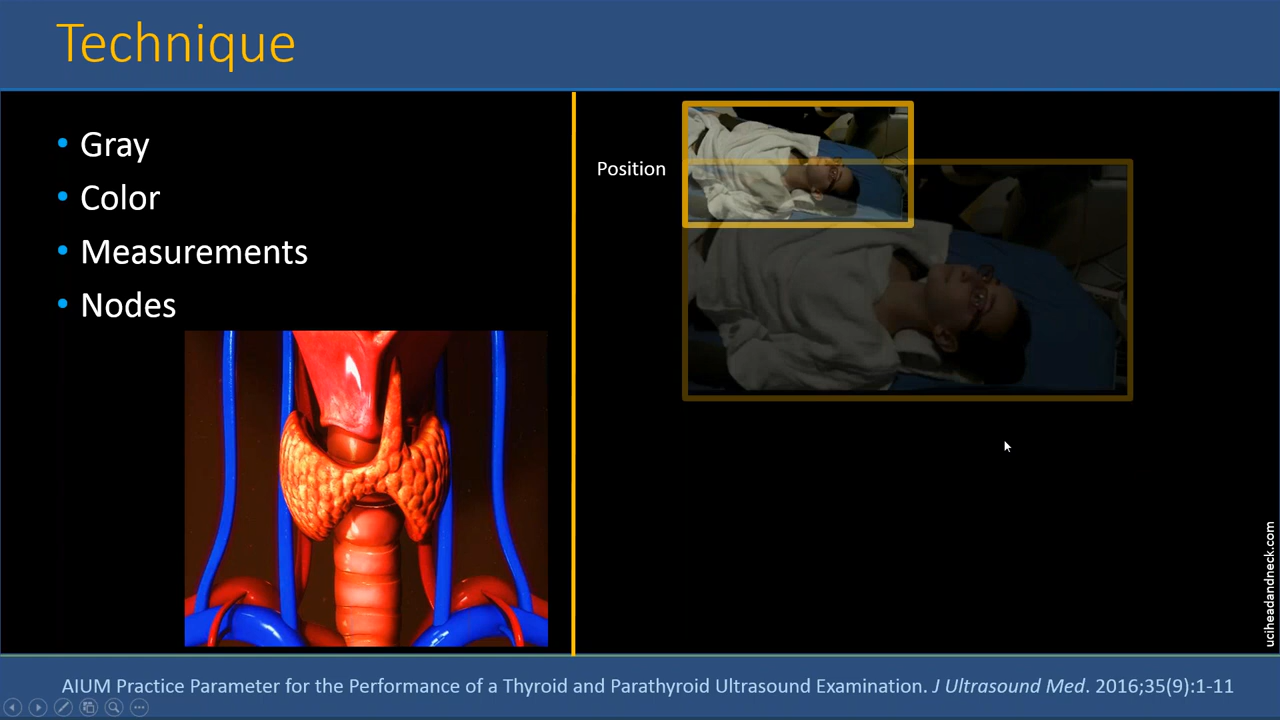 Technique
• Gray
• Color
• Measurements
• Nodes
Position
uciheadandneck.com
AIUM Practice Parameter for the Performance of a Thyroid and Parathyroid Ultrasound Examination. J Ultrasound Med. 2016;35(9):1-11